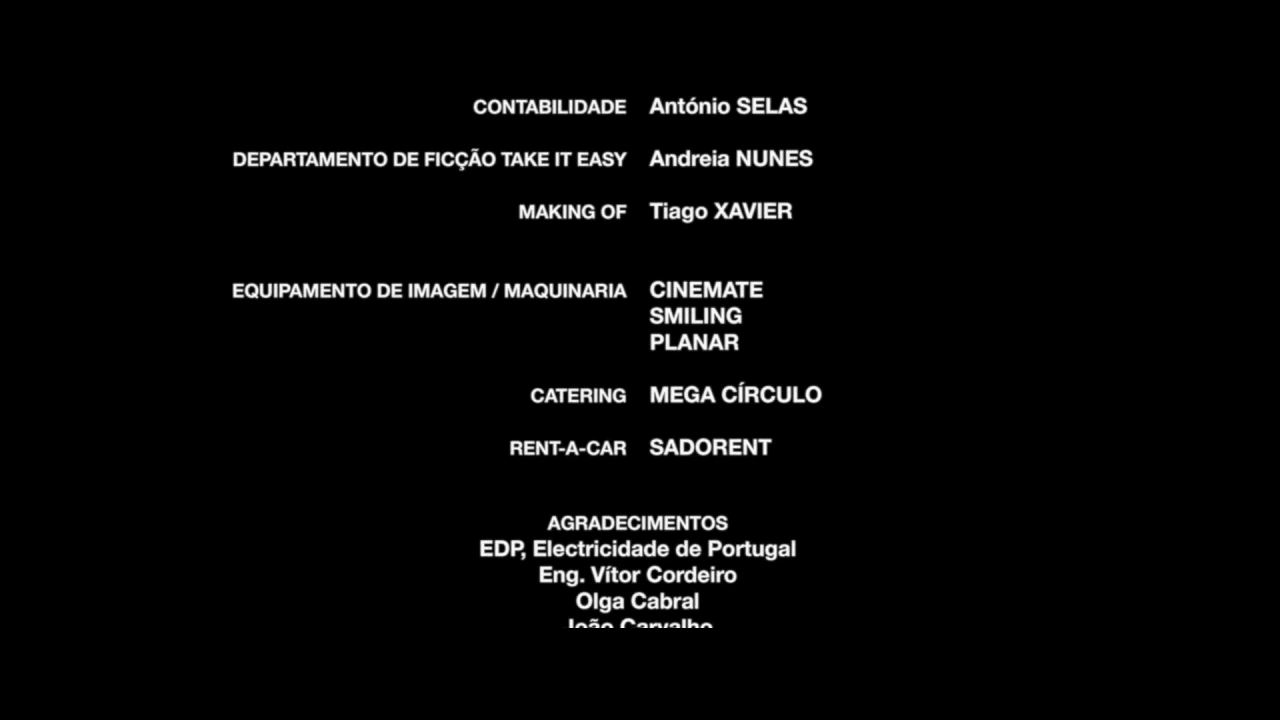 CONTABILIDADE António SELAS
DEPARTAMENTO DE FICÇÃO TAKE IT EASY Andreia NUNES
MAKING OF Tiago XAVIER
EQUIPAMENTO DE IMAGEM / MAQUINARIA CINEMATE
SMILING
PLANAR
CATERING MEGA CÍRCULO
RENT-A-CAR SADORENT
AGRADECIMENTOS
EDP, Electricidade de Portugal
Eng. Vítor Cordeiro
Olga Cabral
João Carvalho